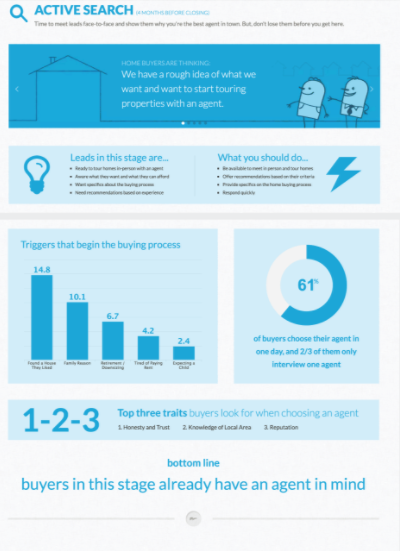 ACTIVE SEARCH (4 MONTHS BEFORE CLOSING)
Time to meet leads face-to-face and show them why you're the best agent in town. But, don't lose them before you get here.
HOME BUYERS ARE THINKING:
We have a rough idea of what we
want and want to start touring
properties with an agent.
Leads in this stage are...
Ready to tour homes in-person with an agent
Aware what they want and what they can afford
Want specifics about the buying process
Need recommendations based on experience
What you should do...
Be available to meet in person and tour homes
Offer recommendations based on their criteria
Provide specifics on the home buying process
Respond quickly
Triggers that begin the buying process
14.8
10.1
6.7
4.2
2.4
Found a House
They Liked
Family Reason
Retirement /
Downsizing
Tired of Paying
Rent
Expecting a
Child
61%
of buyers choose their agent in
one day, and 2/3 of them only
interview one agent
1-2-3
Top three traits buyers look for when choosing an agent
1. Honesty and Trust 2. Knowledge of Local Area 3. Reputation
bottom line
buyers in this stage already have an agent in mind